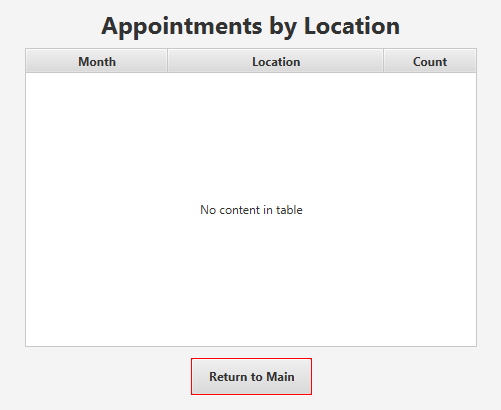 Appointments by Location
Month Location Count
No content in table
Return to Main